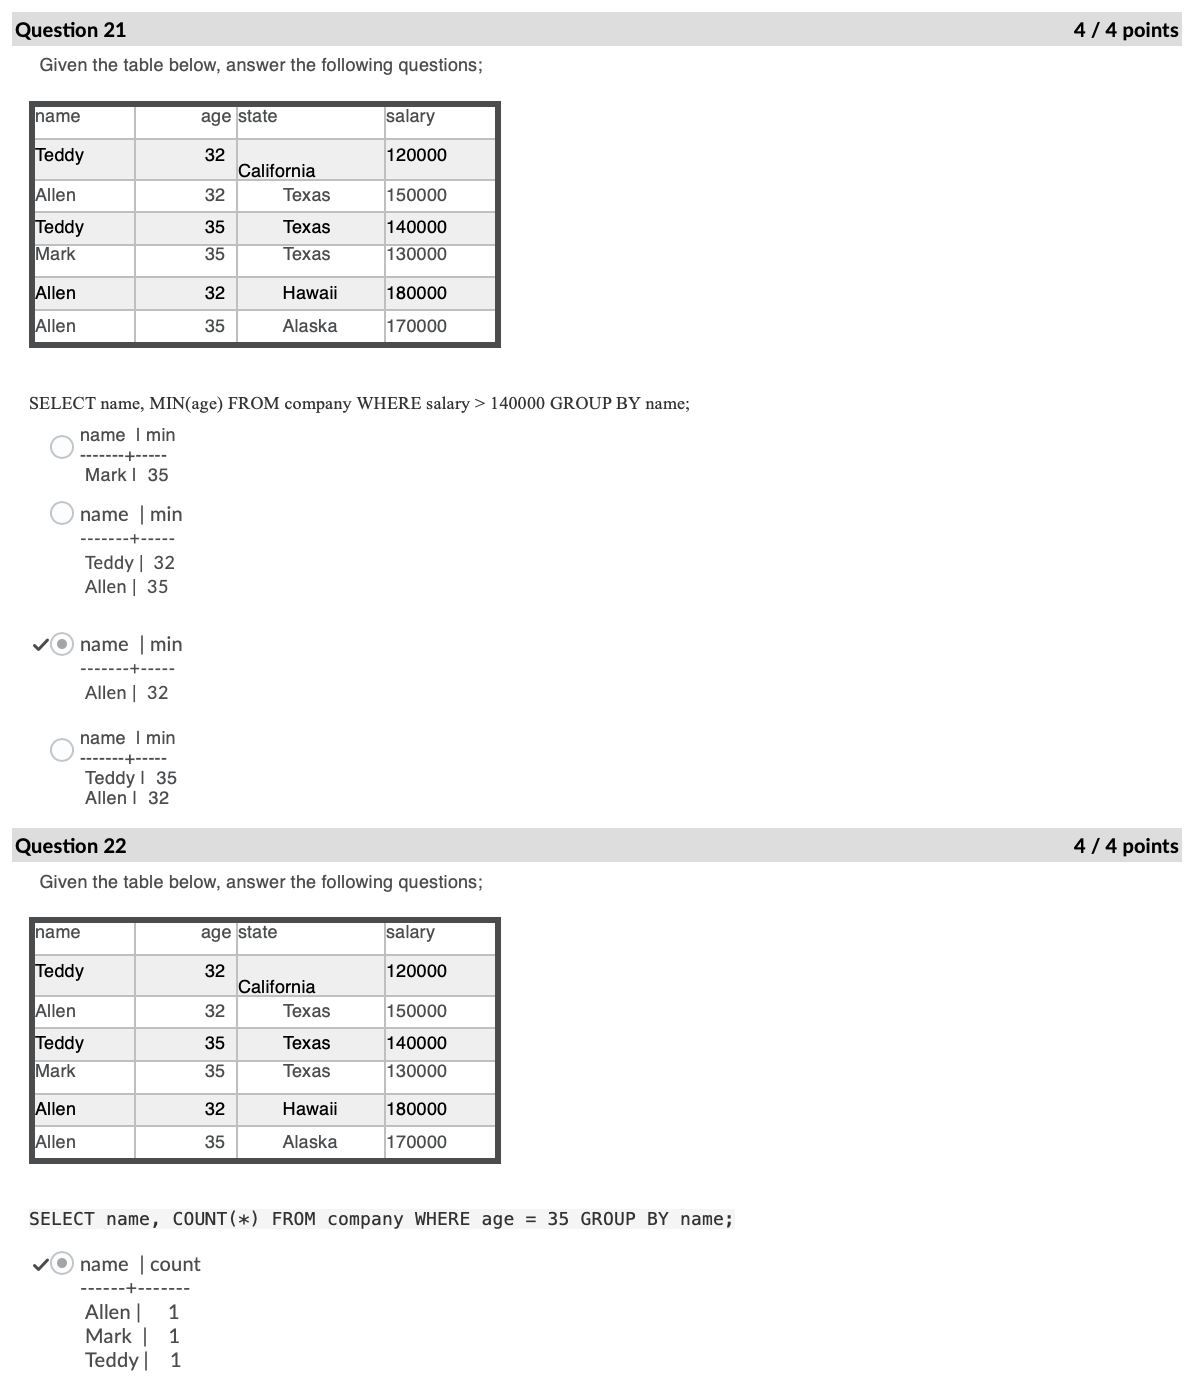 Question 21 4 / 4 points
Given the table below, answer the following questions;
name age state salary
Teddy 32 California 120000
Allen 32 Texas 150000
Teddy 35 Texas 140000
Mark 35 Texas 130000
Allen 32 Hawaii 180000
Allen 35 Alaska 170000
SELECT name, MIN(age) FROM company WHERE salary > 140000 GROUP BY name;
name | min
-------+-----
Mark | 35
name | min
-------+-----
Teddy | 32
Allen | 35
name | min
-------+-----
Allen | 32
name | min
-------+-----
Teddy | 35
Allen | 32
Question 22 4 / 4 points
Given the table below, answer the following questions;
name age state salary
Teddy 32 California 120000
Allen 32 Texas 150000
Teddy 35 Texas 140000
Mark 35 Texas 130000
Allen 32 Hawaii 180000
Allen 35 Alaska 170000
SELECT name, COUNT(*) FROM company WHERE age = 35 GROUP BY name;
name | count
------+-------
Allen | 1
Mark | 1
Teddy | 1